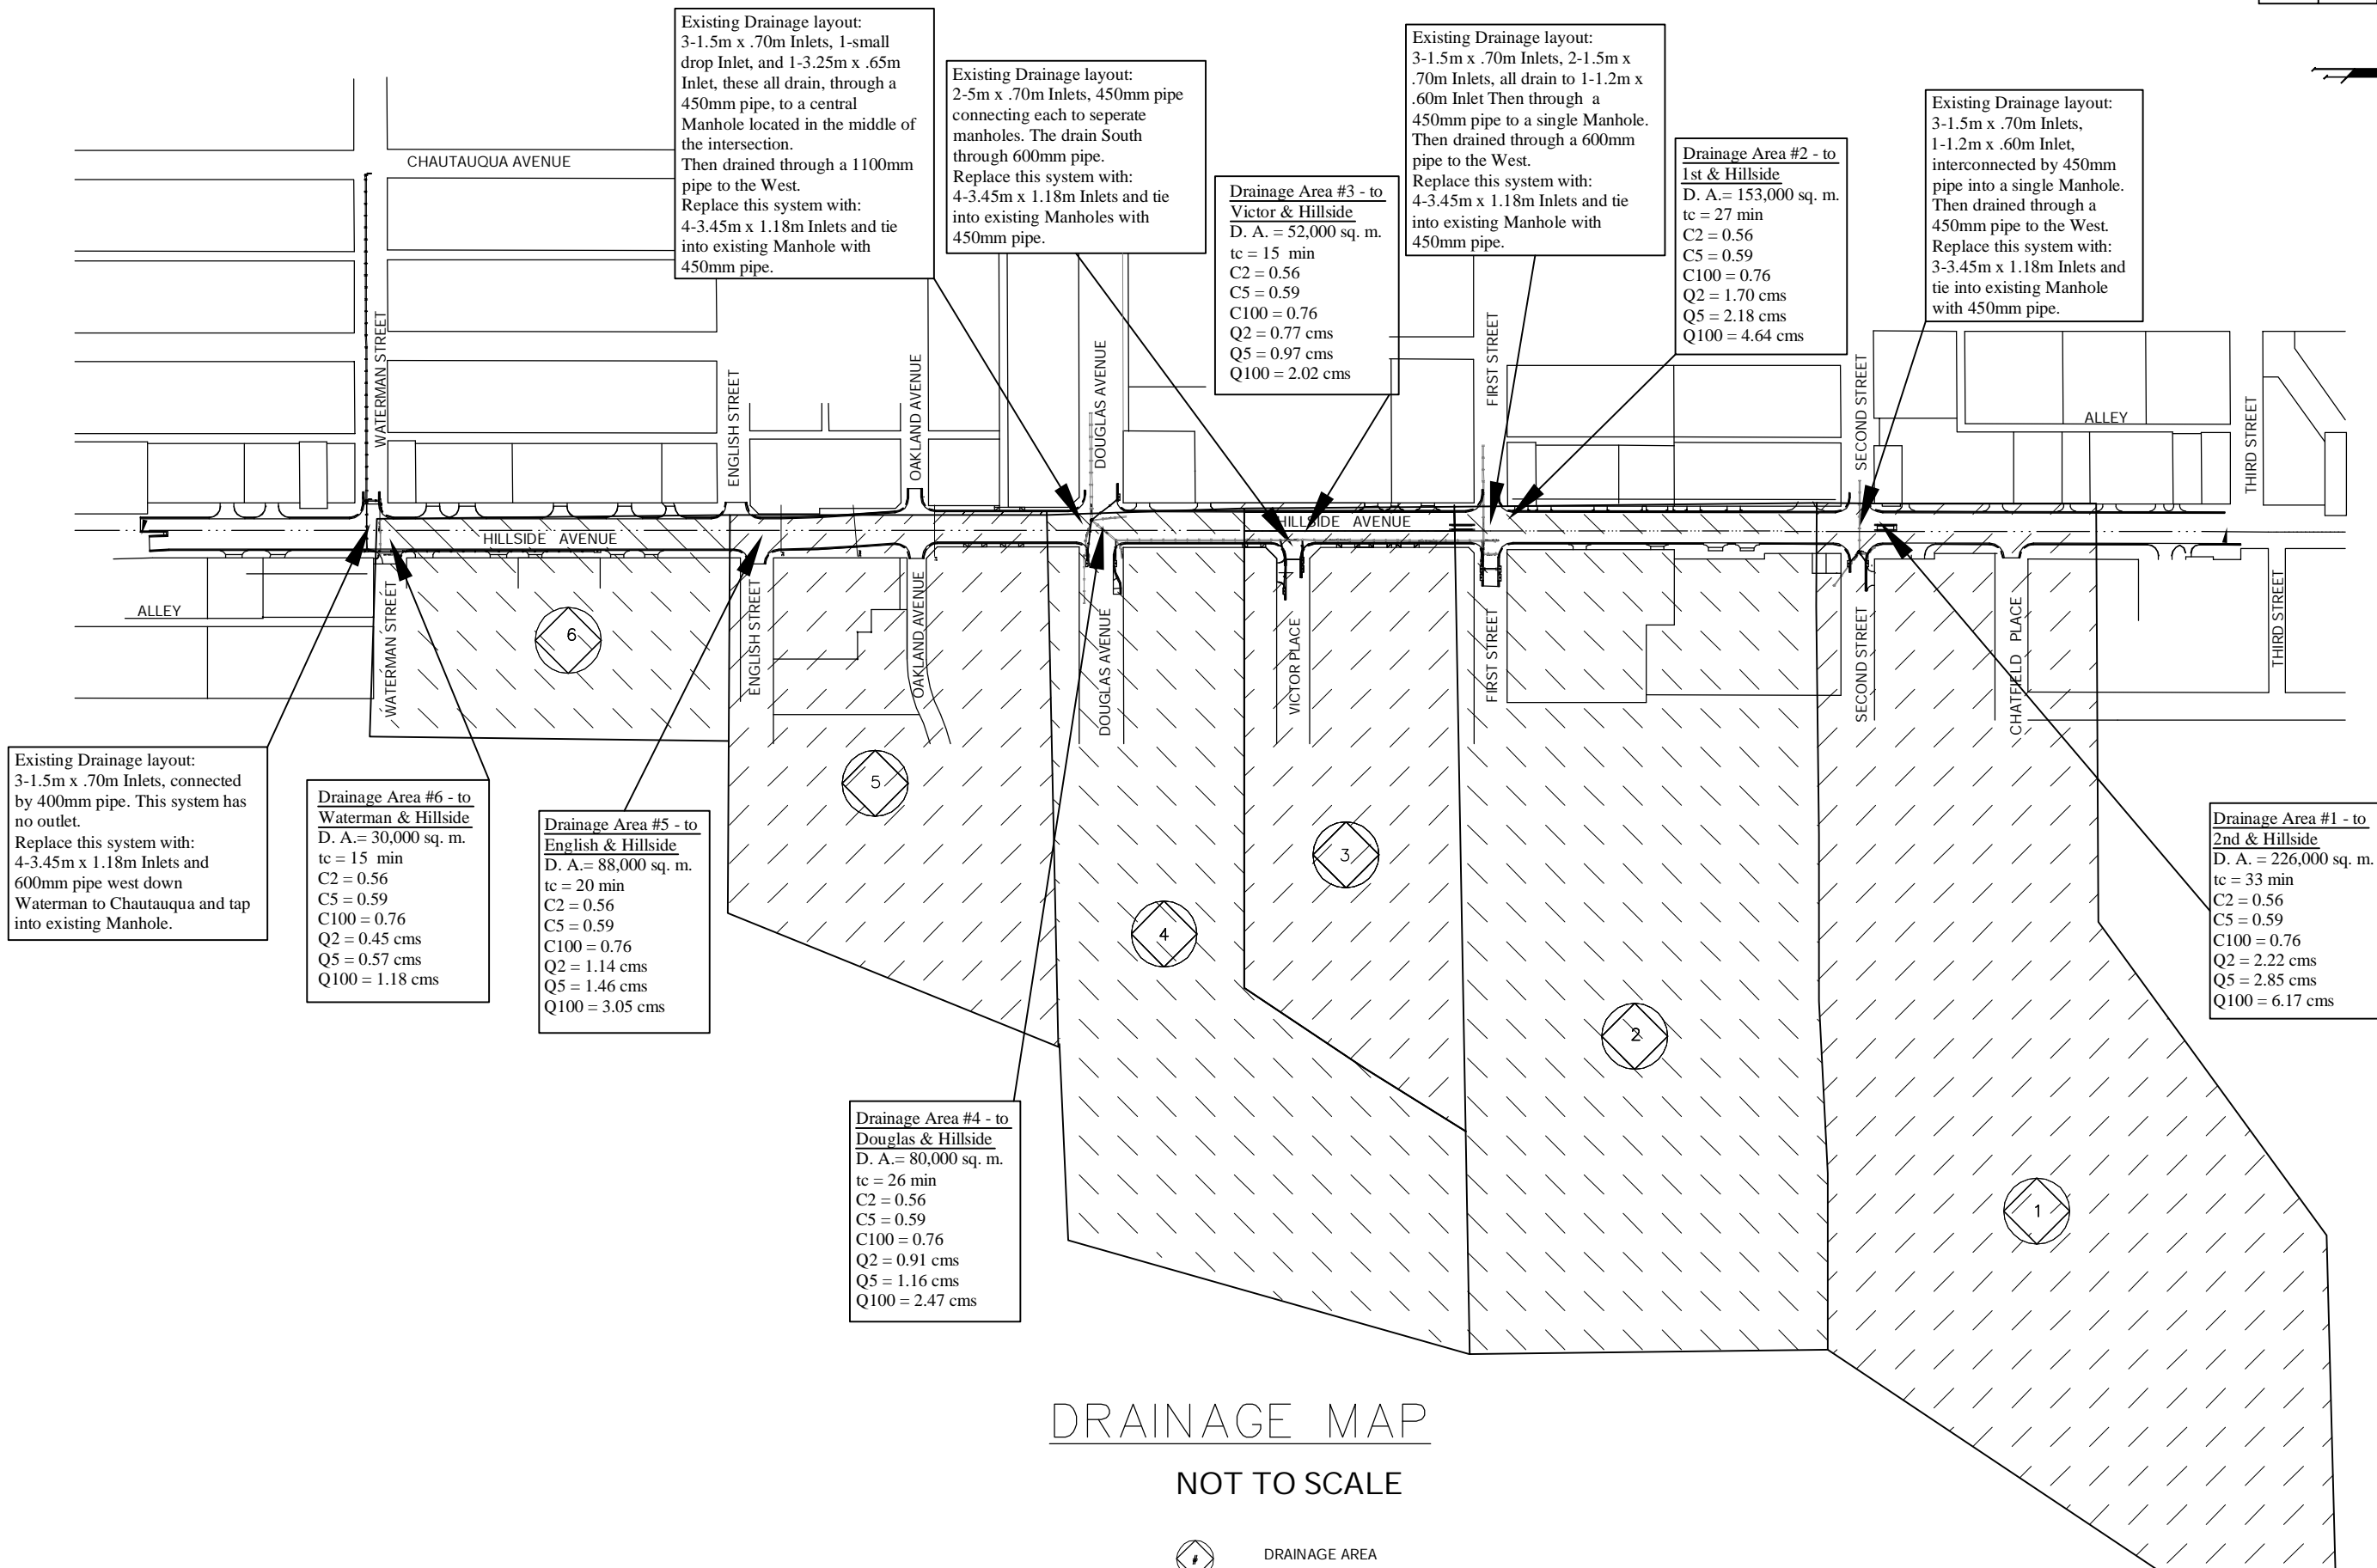 Existing Drainage layout:
3-1.5m x .70m Inlets, 1-small
drop Inlet, and 1-3.25m x .65m
Inlet, these all drain, through a
450mm pipe, to a central
Manhole located in the middle of
the intersection.
Then drained through a 1100mm
pipe to the West.
Replace this system with:
4-3.45m x 1.18m Inlets and tie
into existing Manhole with
450mm pipe.
Existing Drainage layout:
2-5m x .70m Inlets, 450mm pipe
connecting each to seperate
manholes. The drain South
through 600mm pipe.
Replace this system with:
4-3.45m x 1.18m Inlets and tie
into existing Manholes with
450mm pipe.
Drainage Area #3 - to
Victor & Hillside
D. A. = 52,000 sq. m.
tc = 15 min
C2 = 0.56
C5 = 0.59
C100 = 0.76
Q2 = 0.77 cms
Q5 = 0.97 cms
Q100 = 2.02 cms
Existing Drainage layout:
3-1.5m x .70m Inlets, 2-1.5m x
.70m Inlets, all drain to 1-1.2m x
.60m Inlet Then through a
450mm pipe to a single Manhole.
Then drained through a 600mm
pipe to the West.
Replace this system with:
4-3.45m x 1.18m Inlets and tie
into existing Manhole with
450mm pipe.
Drainage Area #2 - to
1st & Hillside
D. A.= 153,000 sq. m.
tc = 27 min
C2 = 0.56
C5 = 0.59
C100 = 0.76
Q2 = 1.70 cms
Q5 = 2.18 cms
Q100 = 4.64 cms
Existing Drainage layout:
3-1.5m x .70m Inlets,
1-1.2m x .60m Inlet,
interconnected by 450mm
pipe into a single Manhole.
Then drained through a
450mm pipe to the West.
Replace this system with:
3-3.45m x 1.18m Inlets and
tie into existing Manhole
with 450mm pipe.
CHAUTAUQUA AVENUE
WATERMAN STREET
ENGLISH STREET
OAKLAND AVENUE
DOUGLAS AVENUE
FIRST STREET
SECOND STREET
ALLEY
THIRD STREET
HILLSIDE AVENUE
HILLSIDE AVENUE
ALLEY
WATERMAN STREET
6
ENGLISH STREET
OAKLAND AVENUE
DOUGLAS AVENUE
VICTOR PLACE
FIRST STREET
SECOND STREET
CHATFIELD PLACE
THIRD STREET
5
3
4
2
1
Existing Drainage layout:
3-1.5m x .70m Inlets, connected
by 400mm pipe. This system has
no outlet.
Replace this system with:
4-3.45m x 1.18m Inlets and
600mm pipe west down
Waterman to Chautauqua and tap
into existing Manhole.
Drainage Area #6 - to
Waterman & Hillside
D. A.= 30,000 sq. m.
tc = 15 min
C2 = 0.56
C5 = 0.59
C100 = 0.76
Q2 = 0.45 cms
Q5 = 0.57 cms
Q100 = 1.18 cms
Drainage Area #5 - to
English & Hillside
D. A.= 88,000 sq. m.
tc = 20 min
C2 = 0.56
C5 = 0.59
C100 = 0.76
Q2 = 1.14 cms
Q5 = 1.46 cms
Q100 = 3.05 cms
Drainage Area #4 - to
Douglas & Hillside
D. A.= 80,000 sq. m.
tc = 26 min
C2 = 0.56
C5 = 0.59
C100 = 0.76
Q2 = 0.91 cms
Q5 = 1.16 cms
Q100 = 2.47 cms
Drainage Area #1 - to
2nd & Hillside
D. A. = 226,000 sq. m.
tc = 33 min
C2 = 0.56
C5 = 0.59
C100 = 0.76
Q2 = 2.22 cms
Q5 = 2.85 cms
Q100 = 6.17 cms
DRAINAGE MAP
NOT TO SCALE
# DRAINAGE AREA